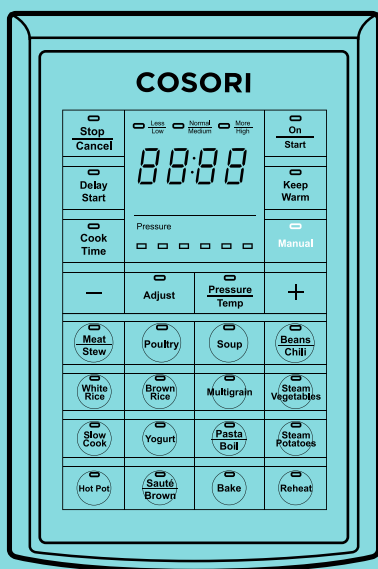 COSORI
Stop
Cancel
Less
Low
Normal
Medium
More
High
On
Start
88:88
Delay
Start
Keep
Warm
Cook
Time
Pressure
Manual
—
Adjust
Pressure
Temp
+
Meat
Stew
Poultry
Soup
Beans
Chili
White
Rice
Brown
Rice
Multigrain
Steam
Vegetables
Slow
Cook
Yogurt
Pasta
Boil
Steam
Potatoes
Hot Pot
Sauté
Brown
Bake
Reheat